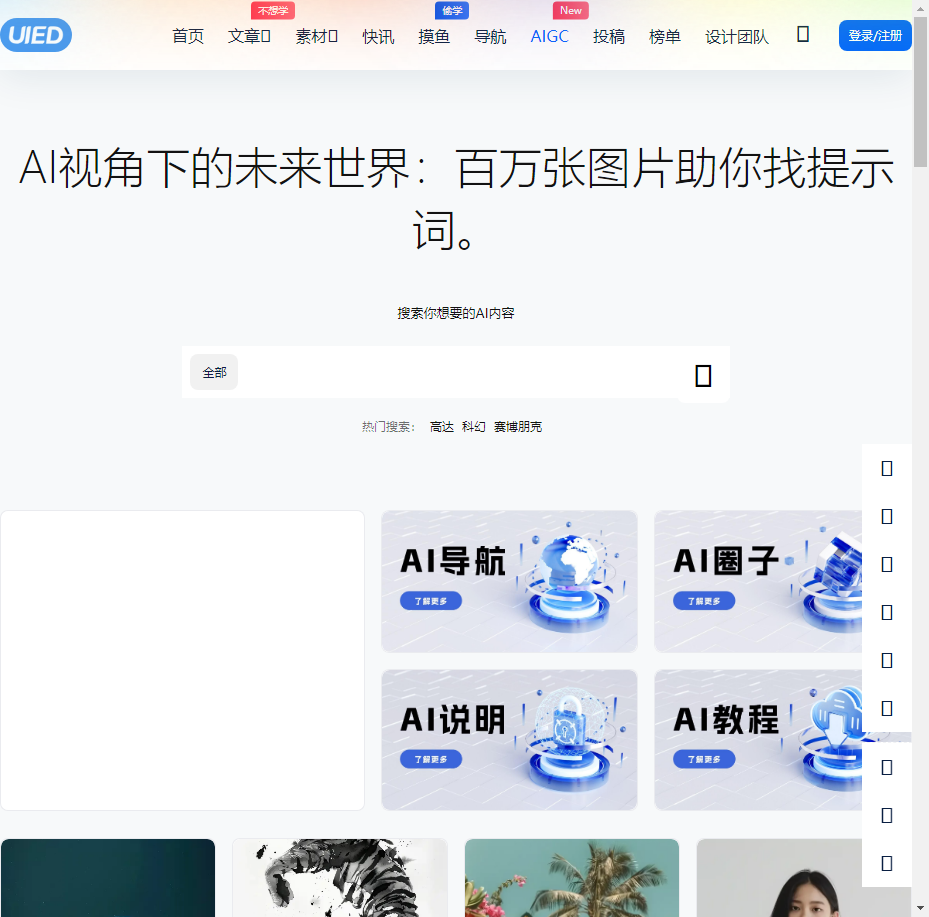 不想学
偷学
New
UIED
首页 文章 素材 快讯 摸鱼 导航 AIGC 投稿 榜单 设计团队 登录/注册
AI视角下的未来世界：百万张图片助你找提示
词。
搜索你想要的AI内容
全部
热门搜索： 高达 科幻 赛博朋克
AI导航
了解更多
AI圈子
了解更多
AI说明
了解更多
AI教程
了解更多